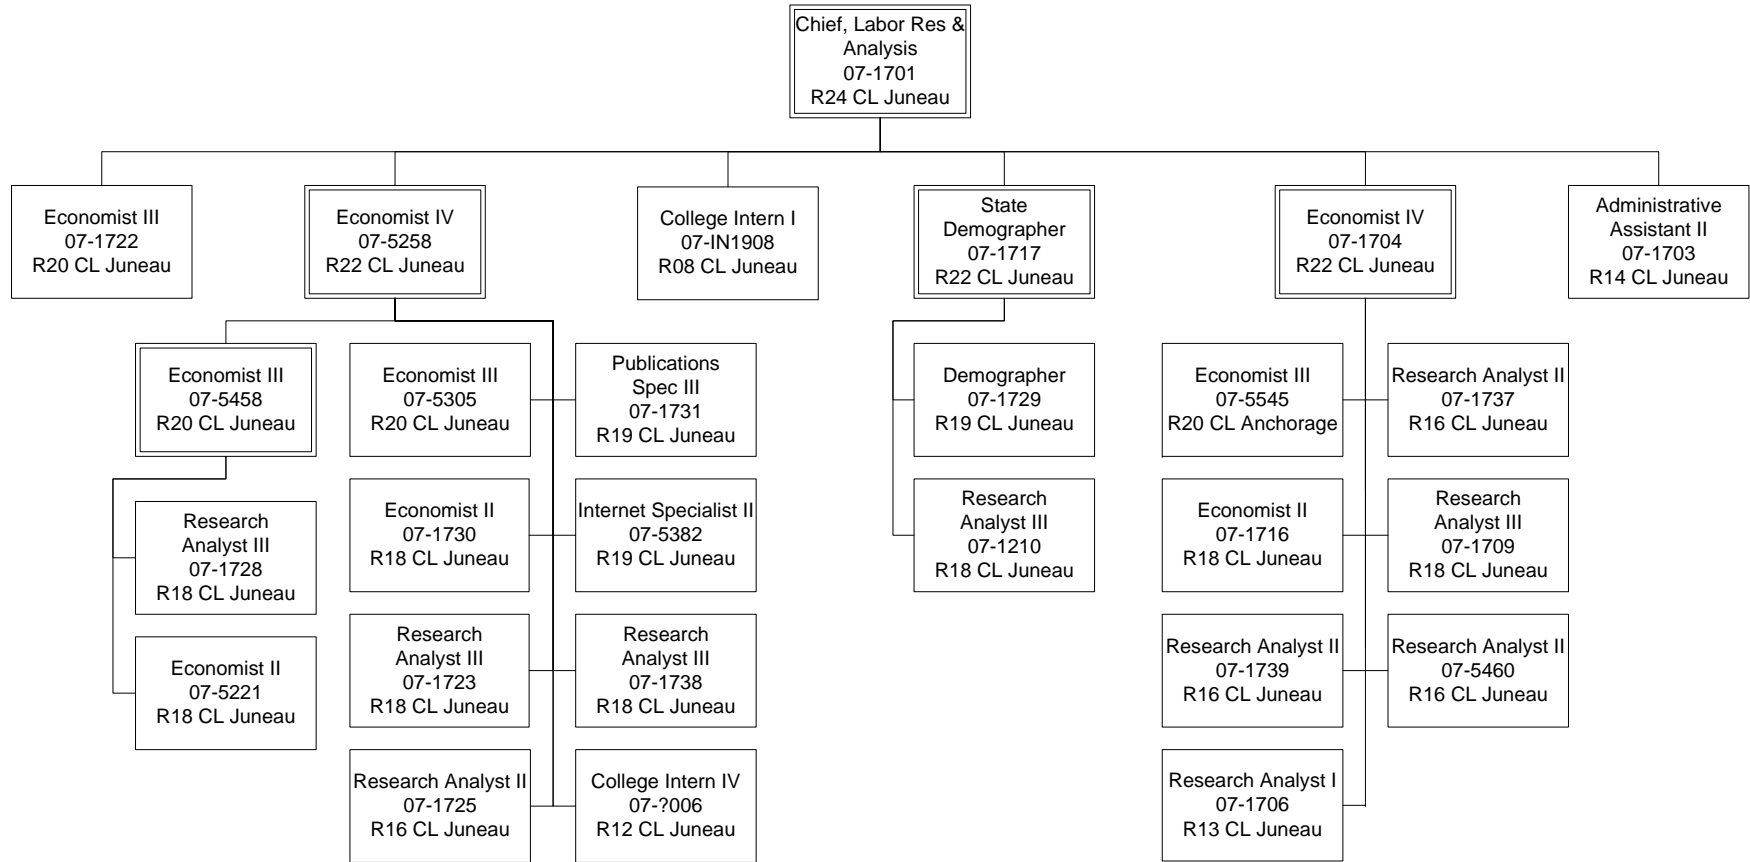 Chief, Labor Res &
Analysis
07-1701
R24 CL Juneau
Economist III
07-1722
R20 CL Juneau
Economist IV
07-5258
R22 CL Juneau
College Intern I
07-IN1908
R08 CL Juneau
State
Demographer
07-1717
R22 CL Juneau
Economist IV
07-1704
R22 CL Juneau
Administrative
Assistant II
07-1703
R14 CL Juneau
Economist III
07-5458
R20 CL Juneau
Economist III
07-5305
R20 CL Juneau
Publications
Spec III
07-1731
R19 CL Juneau
Demographer
07-1729
R19 CL Juneau
Economist III
07-5545
R20 CL Anchorage
Research Analyst II
07-1737
R16 CL Juneau
Research
Analyst III
07-1728
R18 CL Juneau
Economist II
07-1730
R18 CL Juneau
Internet Specialist II
07-5382
R19 CL Juneau
Research
Analyst III
07-1210
R18 CL Juneau
Economist II
07-1716
R18 CL Juneau
Research
Analyst III
07-1709
R18 CL Juneau
Economist II
07-5221
R18 CL Juneau
Research
Analyst III
07-1723
R18 CL Juneau
Research
Analyst III
07-1738
R18 CL Juneau
Research Analyst II
07-1739
R16 CL Juneau
Research Analyst II
07-5460
R16 CL Juneau
Research Analyst II
07-1725
R16 CL Juneau
College Intern IV
07-?006
R12 CL Juneau
Research Analyst I
07-1706
R13 CL Juneau